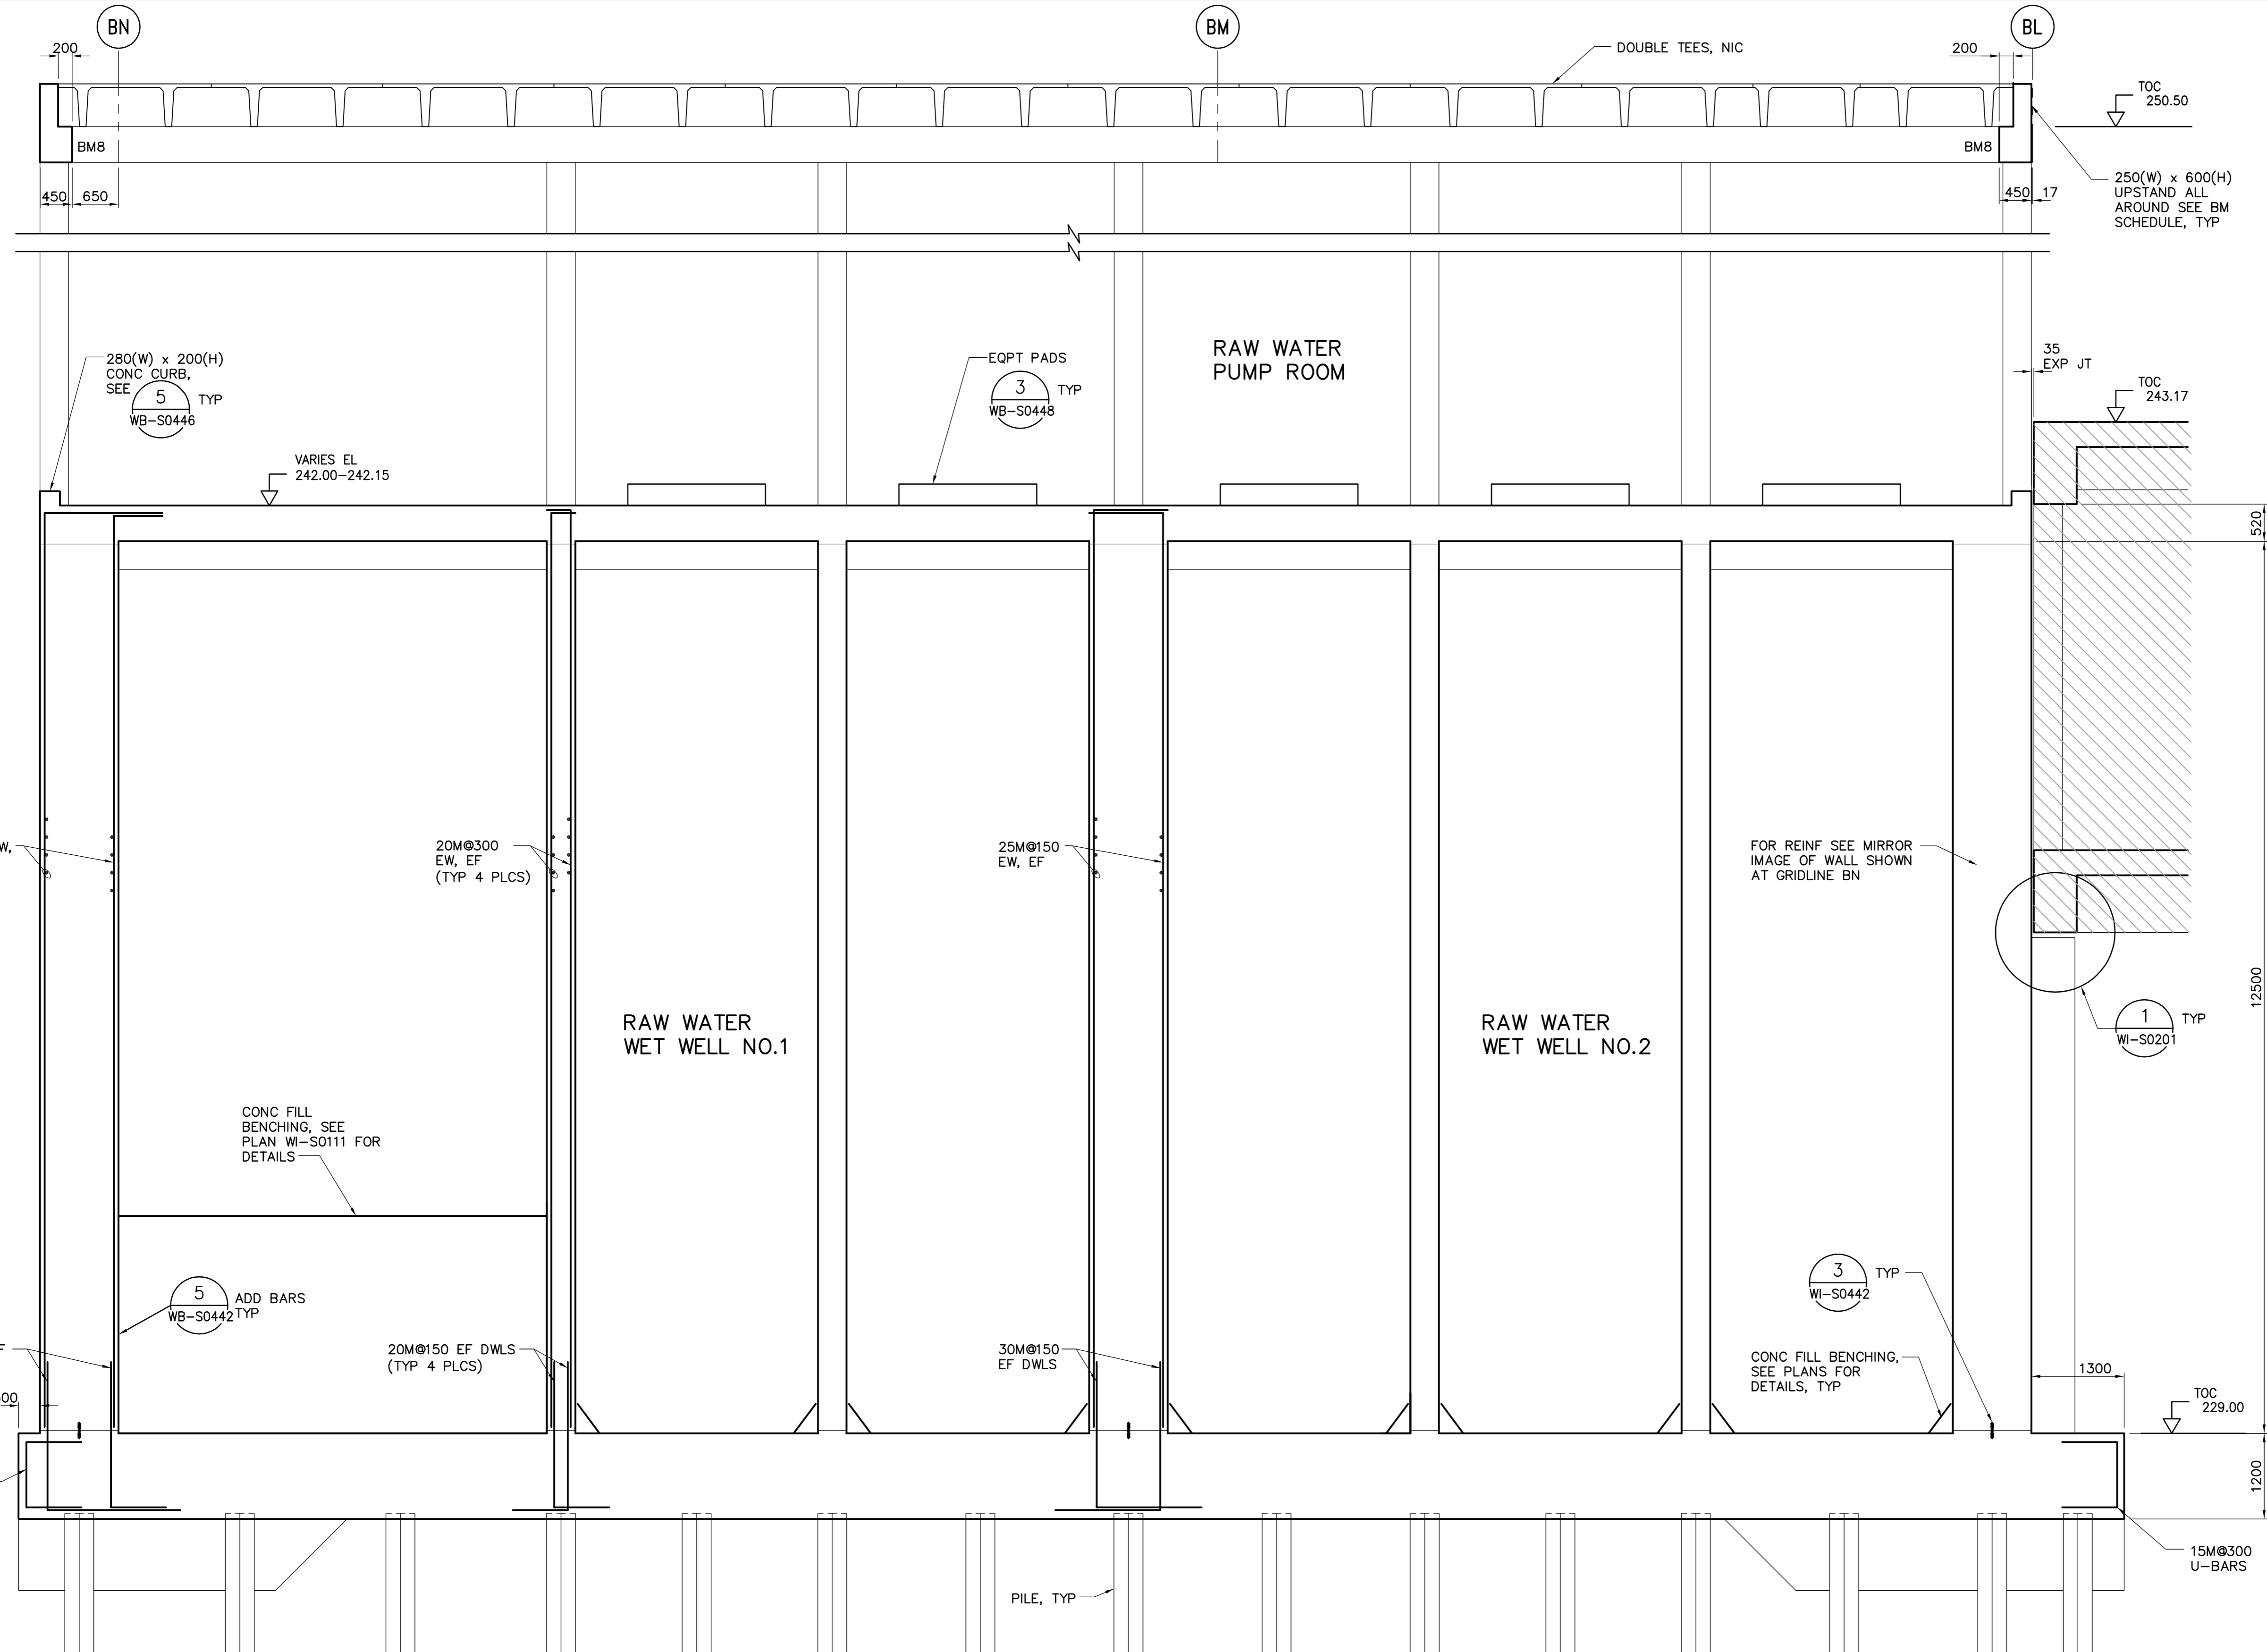 BN
BM
BL
200
DOUBLE TEES, NIC
200
TOC
250.50
BM8
BM8
450
650
450
17
250(W) x 600(H)
UPSTAND ALL
AROUND SEE BM
SCHEDULE, TYP
280(W) x 200(H)
CONC CURB,
SEE
5
WB-S0446
TYP
EQPT PADS
3
WB-S0448
TYP
RAW WATER
PUMP ROOM
35
EXP JT
TOC
243.17
VARIES EL
242.00-242.15
520
W,
20M@300
EW, EF
(TYP 4 PLCS)
25M@150
EW, EF
FOR REINF SEE MIRROR
IMAGE OF WALL SHOWN
AT GRIDLINE BN
12500
RAW WATER
WET WELL NO.1
RAW WATER
WET WELL NO.2
1
WI-S0201
TYP
CONC FILL
BENCHING, SEE
PLAN WI-S0111 FOR
DETAILS
5
WB-S0442
ADD BARS
TYP
3
WI-S0442
TYP
20M@150 EF DWLS
(TYP 4 PLCS)
30M@150
EF DWLS
CONC FILL BENCHING,
SEE PLANS FOR
DETAILS, TYP
1300
TOC
229.00
1200
15M@300
U-BARS
PILE, TYP